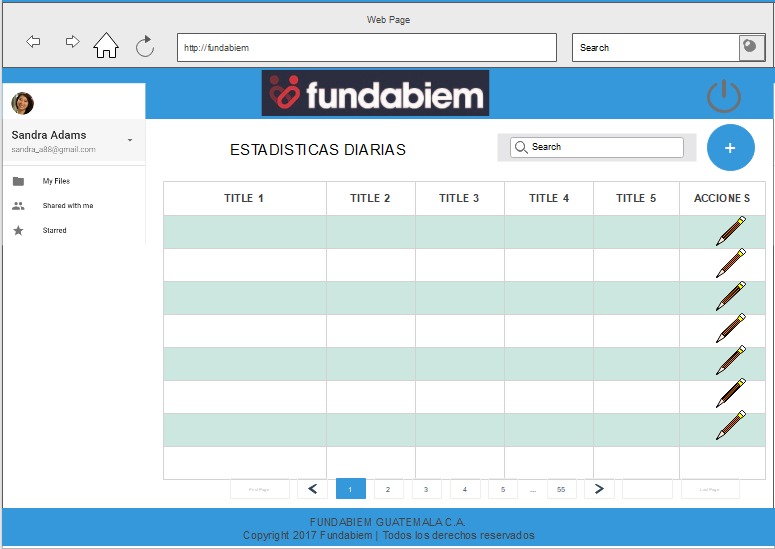 Web Page
http://fundabiem
Search
fundabiem
Sandra Adams
sandra_a88@gmail.com
My Files
Shared with me
Starred
ESTADISTICAS DIARIAS
Search
+
TITLE 1 TITLE 2 TITLE 3 TITLE 4 TITLE 5 ACCIONES
First Page 1 2 3 4 5 ... 55 Last Page
FUNDABIEM GUATEMALA C.A.
Copyright 2017 Fundabiem | Todos los derechos reservados